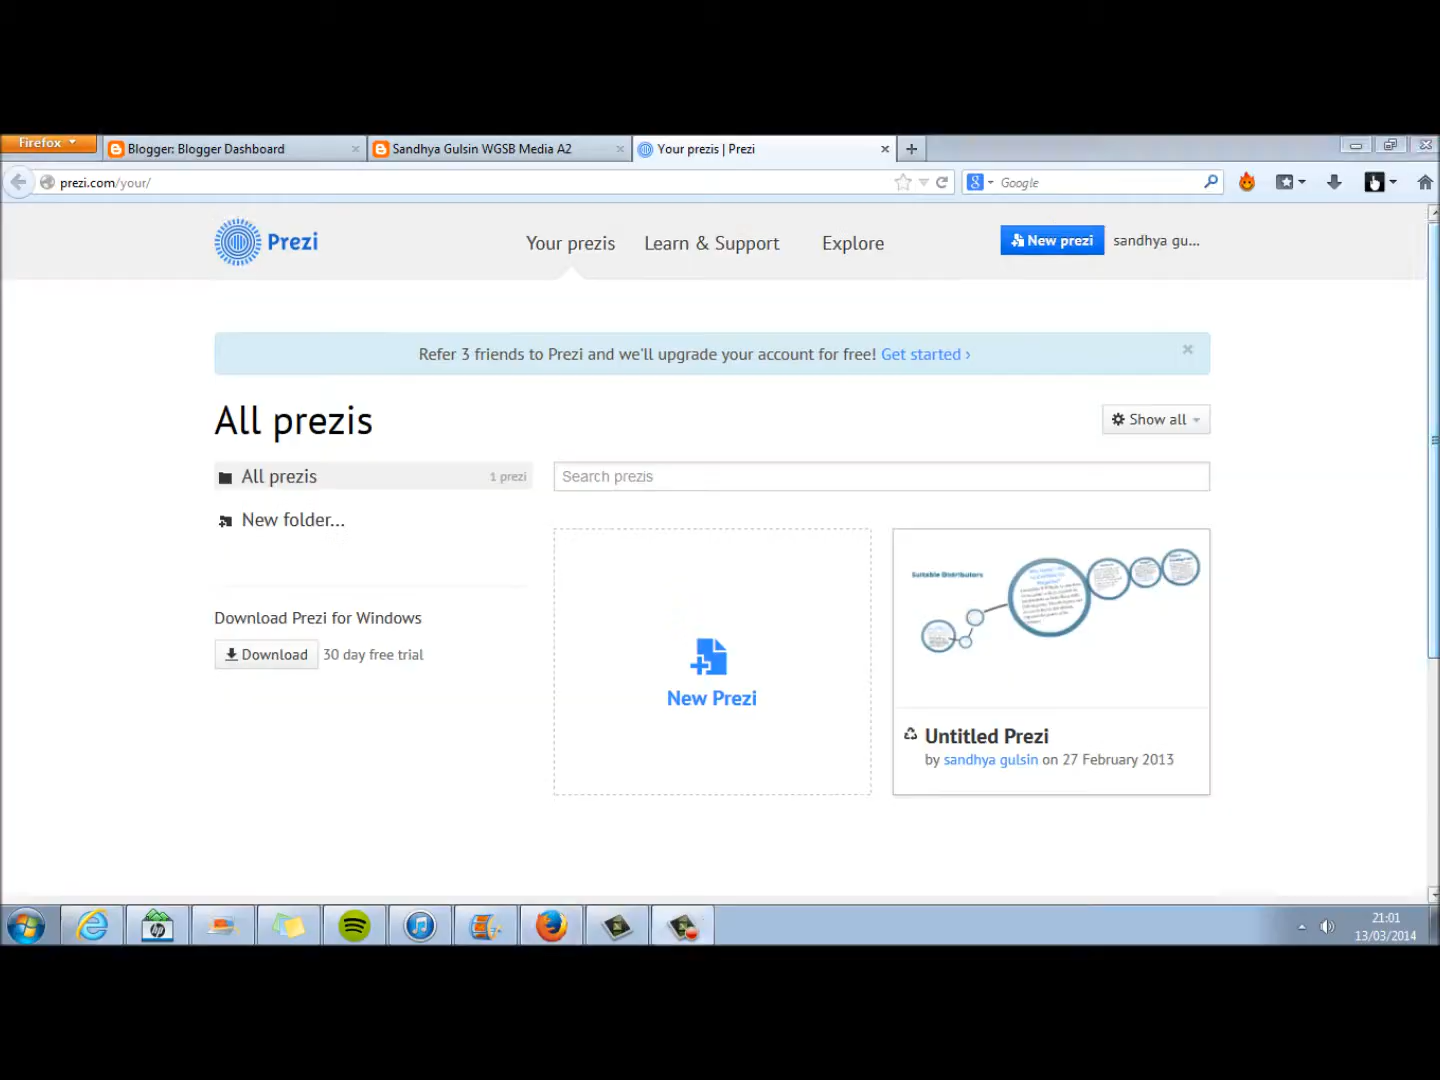 Firefox
Blogger: Blogger Dashboard
Sandhya Gulsin WGSB Media A2
Your prezis | Prezi
prezi.com/your/
Google
Prezi
Your prezis
Learn & Support
Explore
New prezi
sandhya gu...
Refer 3 friends to Prezi and we'll upgrade your account for free! Get started ›
All prezis
Show all
All prezis
1 prezi
Search prezis
New folder...
Download Prezi for Windows
Download
30 day free trial
New Prezi
Suitable Distributors
Untitled Prezi
by sandhya gulsin on 27 February 2013
21:01
13/03/2014